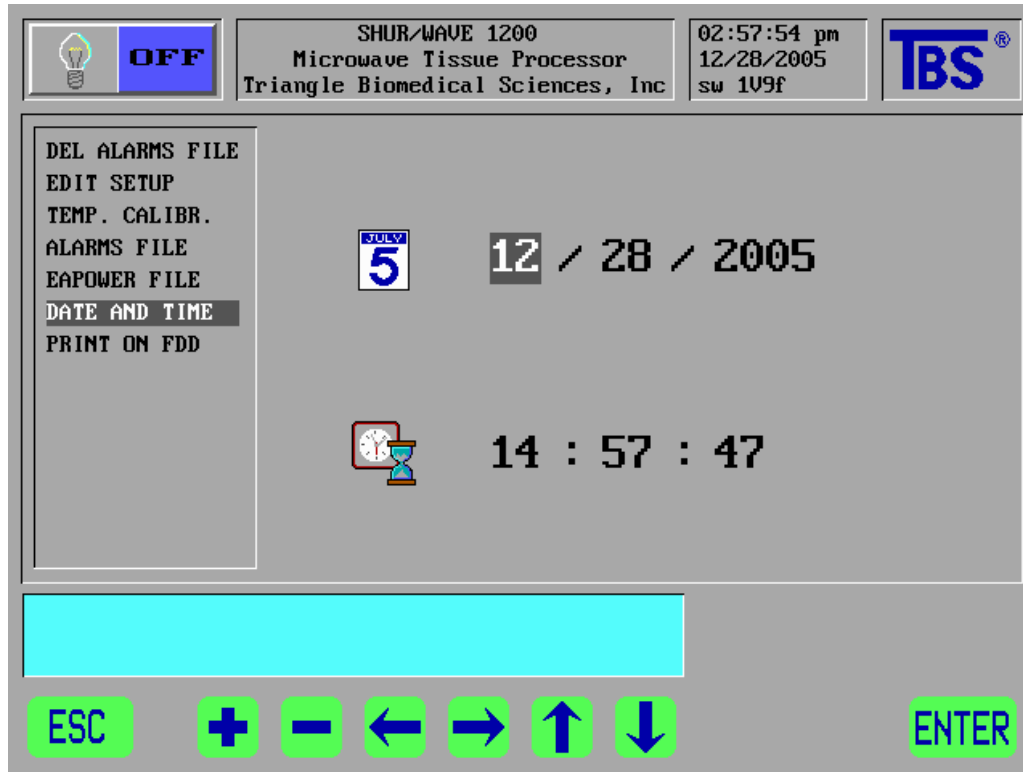 OFF
SHUR/WAVE 1200
Microwave Tissue Processor
Triangle Biomedical Sciences, Inc
02:57:54 pm
12/28/2005
sw 1V9f
TBS ®
DEL ALARMS FILE
EDIT SETUP
TEMP. CALIBR.
ALARMS FILE
EAPOWER FILE
DATE AND TIME
PRINT ON FDD
JULY
5
12 / 28 / 2005
14 : 57 : 47
ESC + - ← → ↑ ↓ ENTER